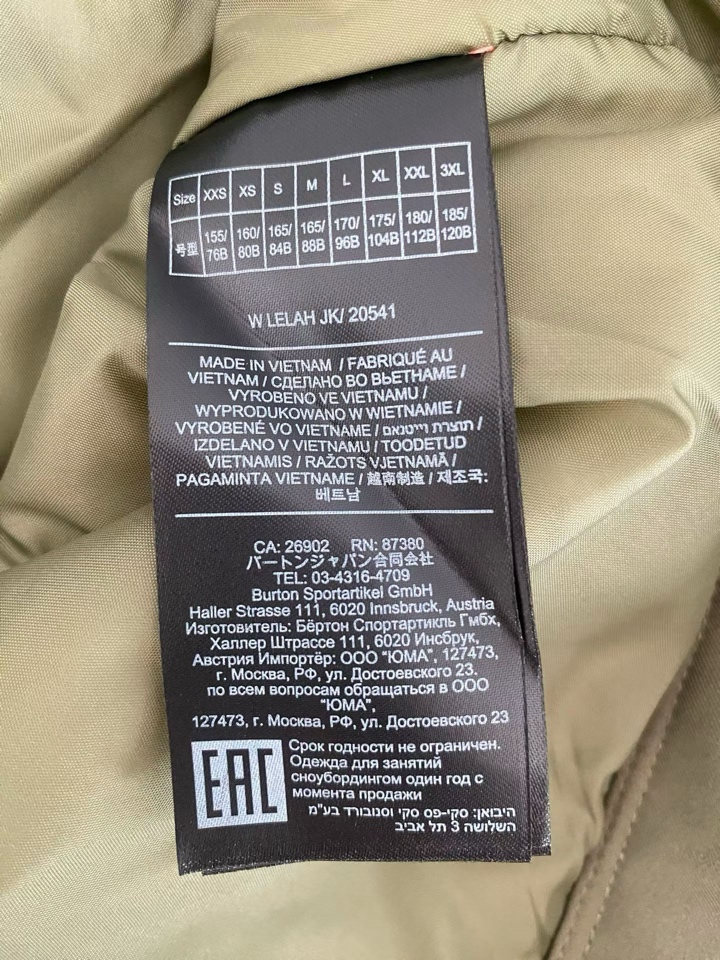 Size XXS XS S M L XL XXL 3XL
号型 155/76B 160/80B 165/84B 165/88B 170/96B 175/104B 180/112B 185/120B
W LELAH JK/ 20541
MADE IN VIETNAM / FABRIQUÉ AU
VIETNAM / СДЕЛАНО ВО ВЬЕТНАМЕ /
VYROBENO VE VIETNAMU /
WYPRODUKOWANO W WIETNAMIE /
VYROBENÉ VO VIETNAME / תוצרת וייטנאם /
IZDELANO V VIETNAMU / TOODETUD
VIETNAMIS / RAŽOTS VJETNAMĀ /
PAGAMINTA VIETNAME / 越南制造 / 제조국:
베트남
CA: 26902 RN: 87380
バートンジャパン合同会社
TEL: 03-4316-4709
Burton Sportartikel GmbH
Haller Strasse 111, 6020 Innsbruck, Austria
Изготовитель: Бёртон Спортартикль Гмбх,
Халлер Штрассе 111, 6020 Инсбрук,
Австрия Импортёр: ООО “ЮМА”, 127473,
г. Москва, РФ, ул. Достоевского 23.
по всем вопросам обращаться в ООО
“ЮМА”,
127473, г. Москва, РФ, ул. Достоевского 23
EAC
Срок годности не ограничен.
Одежда для занятий
сноубордингом один год с
момента продажи
היבואן: סקי-פס סקי וסנובורד בע"מ
השלושה 3 תל אביב